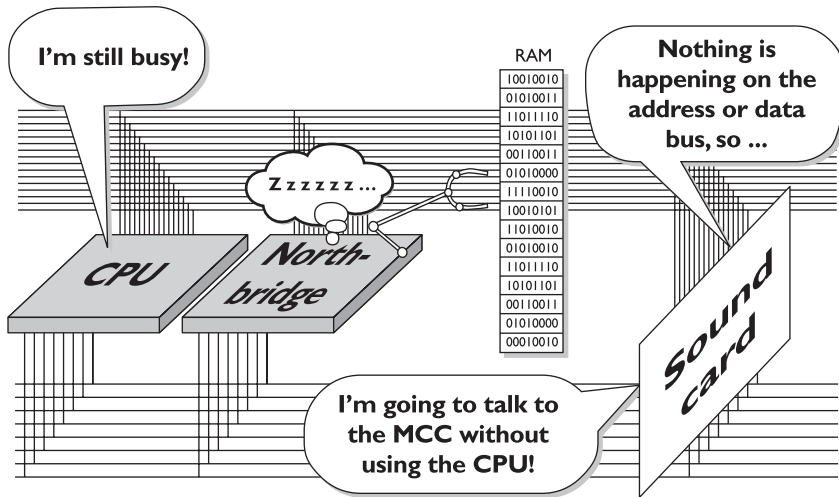 I'm still busy!
RAM
Nothing is
happening on the
address or data
bus, so ...
10010010
01010011
11011110
10101101
00110011
01010000
11110010
10010101
11010010
01010010
11011110
10101101
00110011
01010000
00010010
Z z z z z z ...
CPU
North-
bridge
Sound
card
I'm going to talk to
the MCC without
using the CPU!